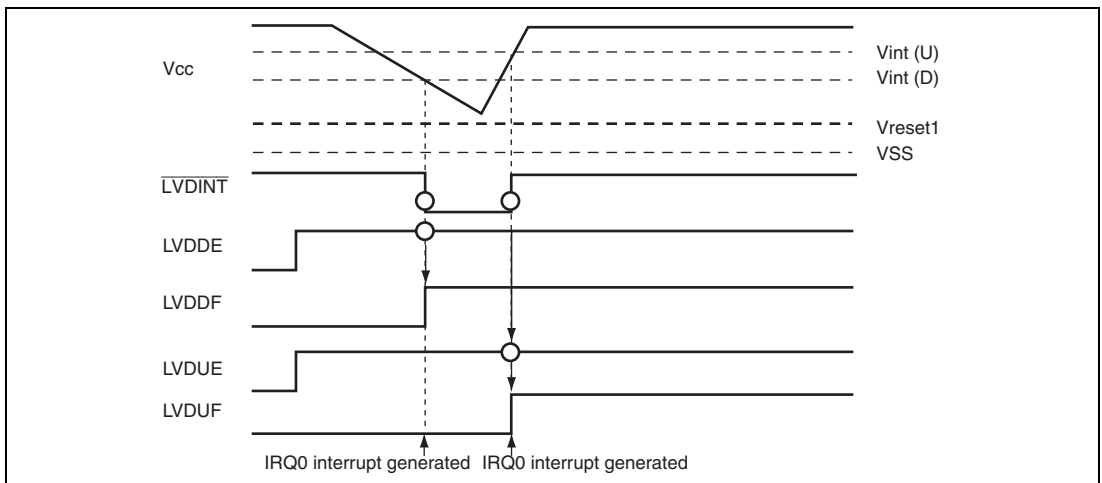 Vcc
Vint (U)
Vint (D)
Vreset1
VSS
LVDINT
LVDDE
LVDDF
LVDUE
LVDUF
IRQ0 interrupt generated IRQ0 interrupt generated